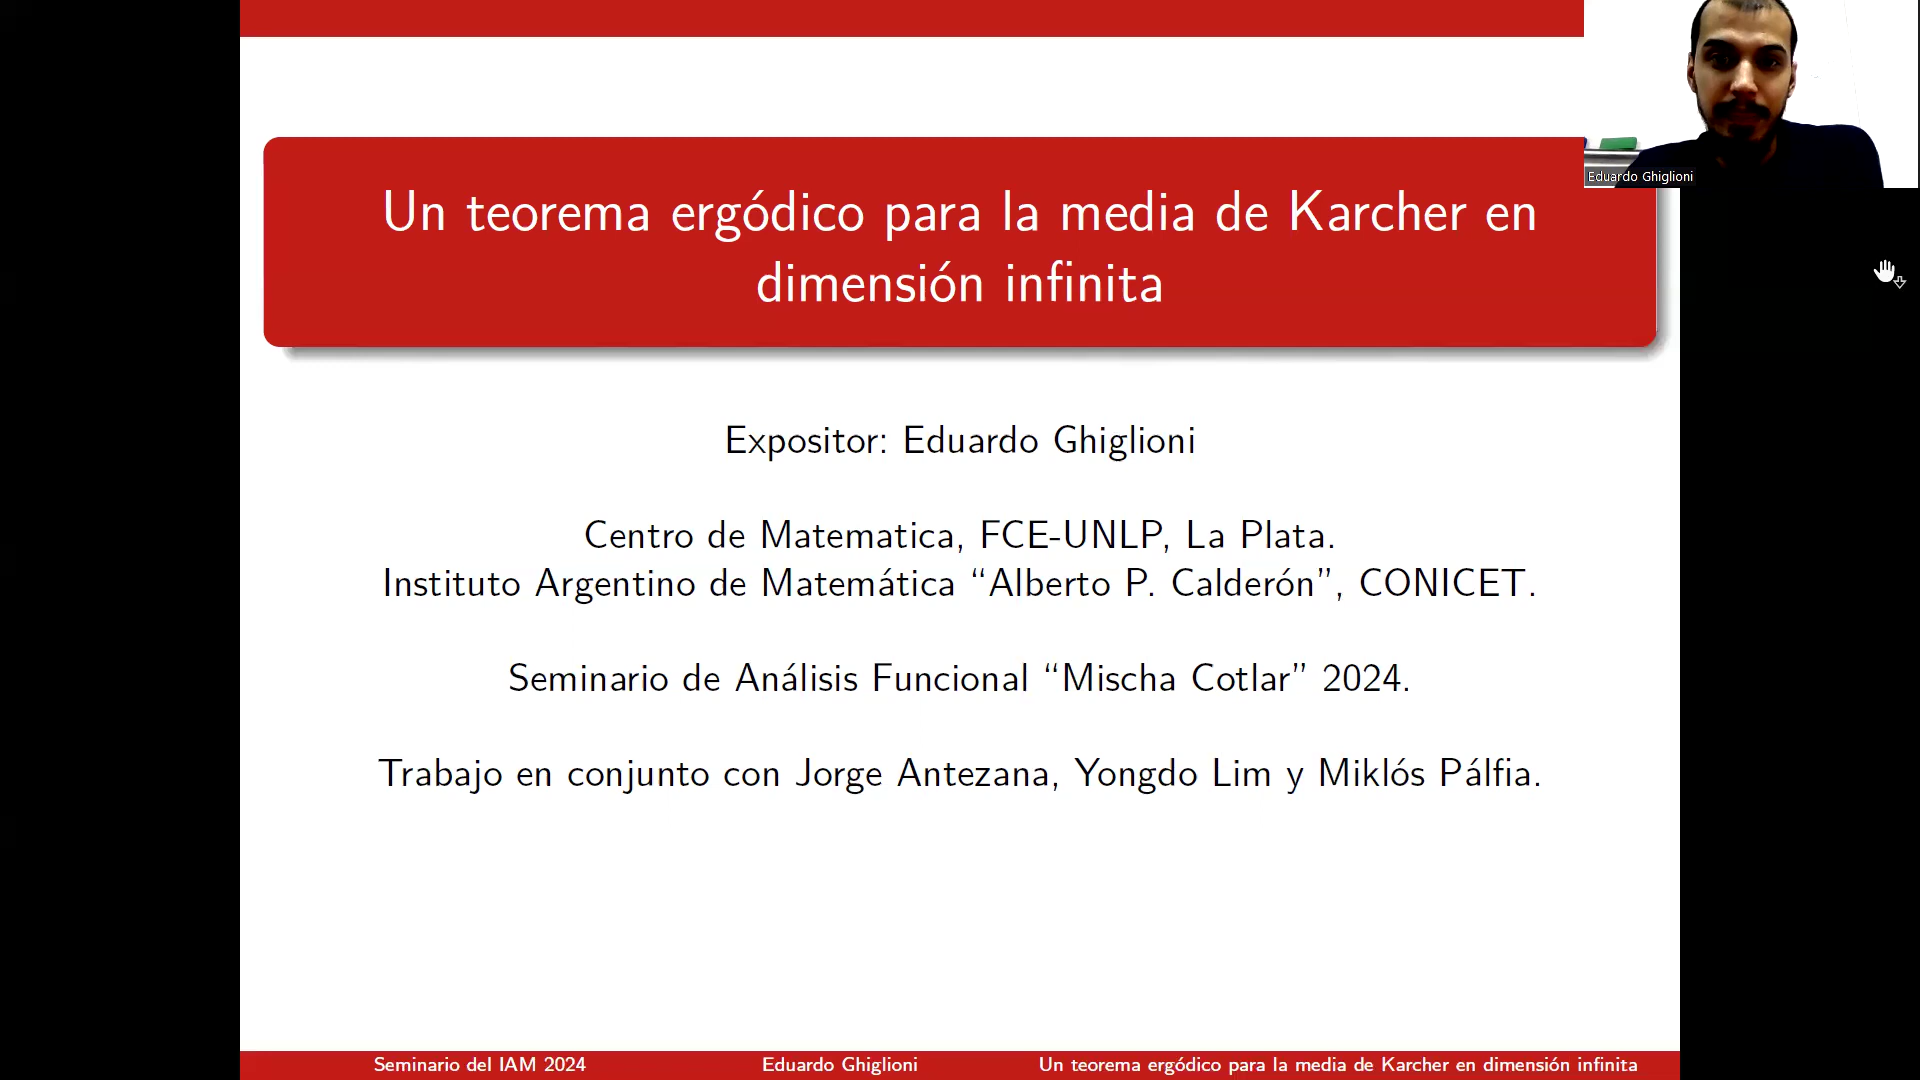 Un teorema ergódico para la media de Karcher en
dimensión infinita
Eduardo Ghiglioni
Expositor: Eduardo Ghiglioni
Centro de Matematica, FCE-UNLP, La Plata.
Instituto Argentino de Matemática “Alberto P. Calderón”, CONICET.
Seminario de Análisis Funcional “Mischa Cotlar” 2024.
Trabajo en conjunto con Jorge Antezana, Yongdo Lim y Miklós Pálfia.
Seminario del IAM 2024 Eduardo Ghiglioni Un teorema ergódico para la media de Karcher en dimensión infinita